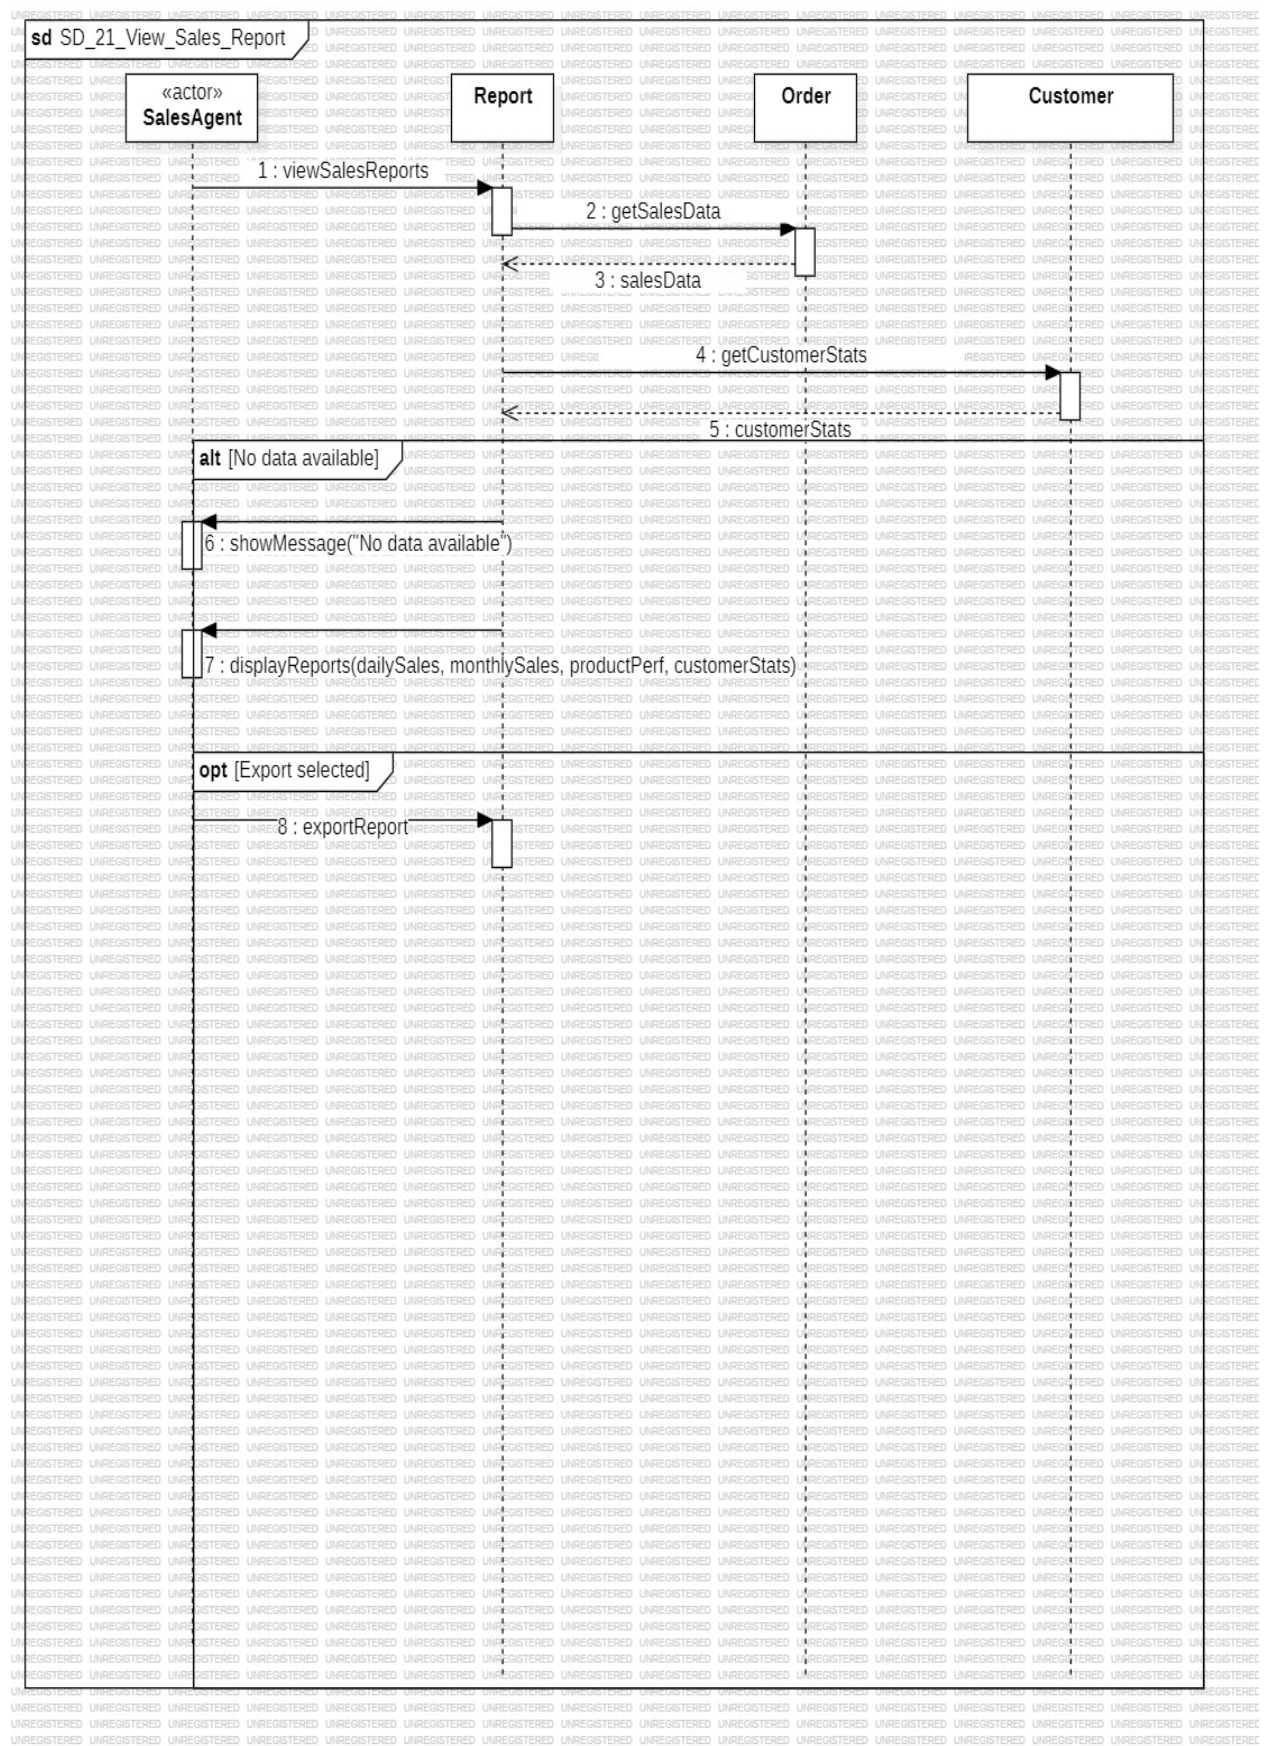 sd SD_21_View_Sales_Report
«actor»
SalesAgent
Report
Order
Customer
1 : viewSalesReports
2 : getSalesData
3 : salesData
4 : getCustomerStats
5 : customerStats
alt [No data available]
6 : showMessage("No data available")
7 : displayReports(dailySales, monthlySales, productPerf, customerStats)
opt [Export selected]
8 : exportReport
UNREGISTERED